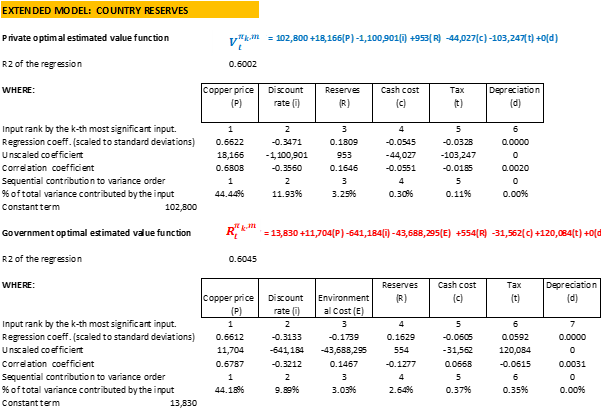 EXTENDED MODEL: COUNTRY RESERVES
Private optimal estimated value function V_t^{π_k,m} = 102,800 +18,166(P) -1,100,901(i) +953(R) -44,027(c) -103,247(t) +0(d)
R2 of the regression 0.6002
WHERE: Copper price (P) Discount rate (i) Reserves (R) Cash cost (c) Tax (t) Depreciation (d)
Input rank by the k-th most significant input. 1 2 3 4 5 6
Regression coeff. (scaled to standard deviations) 0.6622 -0.3471 0.1809 -0.0545 -0.0328 0.0000
Unscaled coefficient 18,166 -1,100,901 953 -44,027 -103,247 0
Correlation coefficient 0.6808 -0.3560 0.1646 -0.0551 -0.0185 0.0020
Sequential contribution to variance order 1 2 3 4 5 0
% of total variance contributed by the input 44.44% 11.93% 3.25% 0.30% 0.11% 0.00%
Constant term 102,800
Government optimal estimated value function R_t^{π_k,m} = 13,830 +11,704(P) -641,184(i) -43,688,295(E) +554(R) -31,562(c) +120,084(t) +0(d
R2 of the regression 0.6045
WHERE: Copper price (P) Discount rate (i) Environment al Cost (E) Reserves (R) Cash cost (c) Tax (t) Depreciation (d)
Input rank by the k-th most significant input. 1 2 3 4 5 6 7
Regression coeff. (scaled to standard deviations) 0.6612 -0.3133 -0.1739 0.1629 -0.0605 0.0592 0.0000
Unscaled coefficient 11,704 -641,184 -43,688,295 554 -31,562 120,084 0
Correlation coefficient 0.6787 -0.3212 0.1467 -0.1277 0.0668 -0.0615 0.0031
Sequential contribution to variance order 1 2 3 4 5 6 0
% of total variance contributed by the input 44.18% 9.89% 3.03% 2.64% 0.37% 0.35% 0.00%
Constant term 13,830